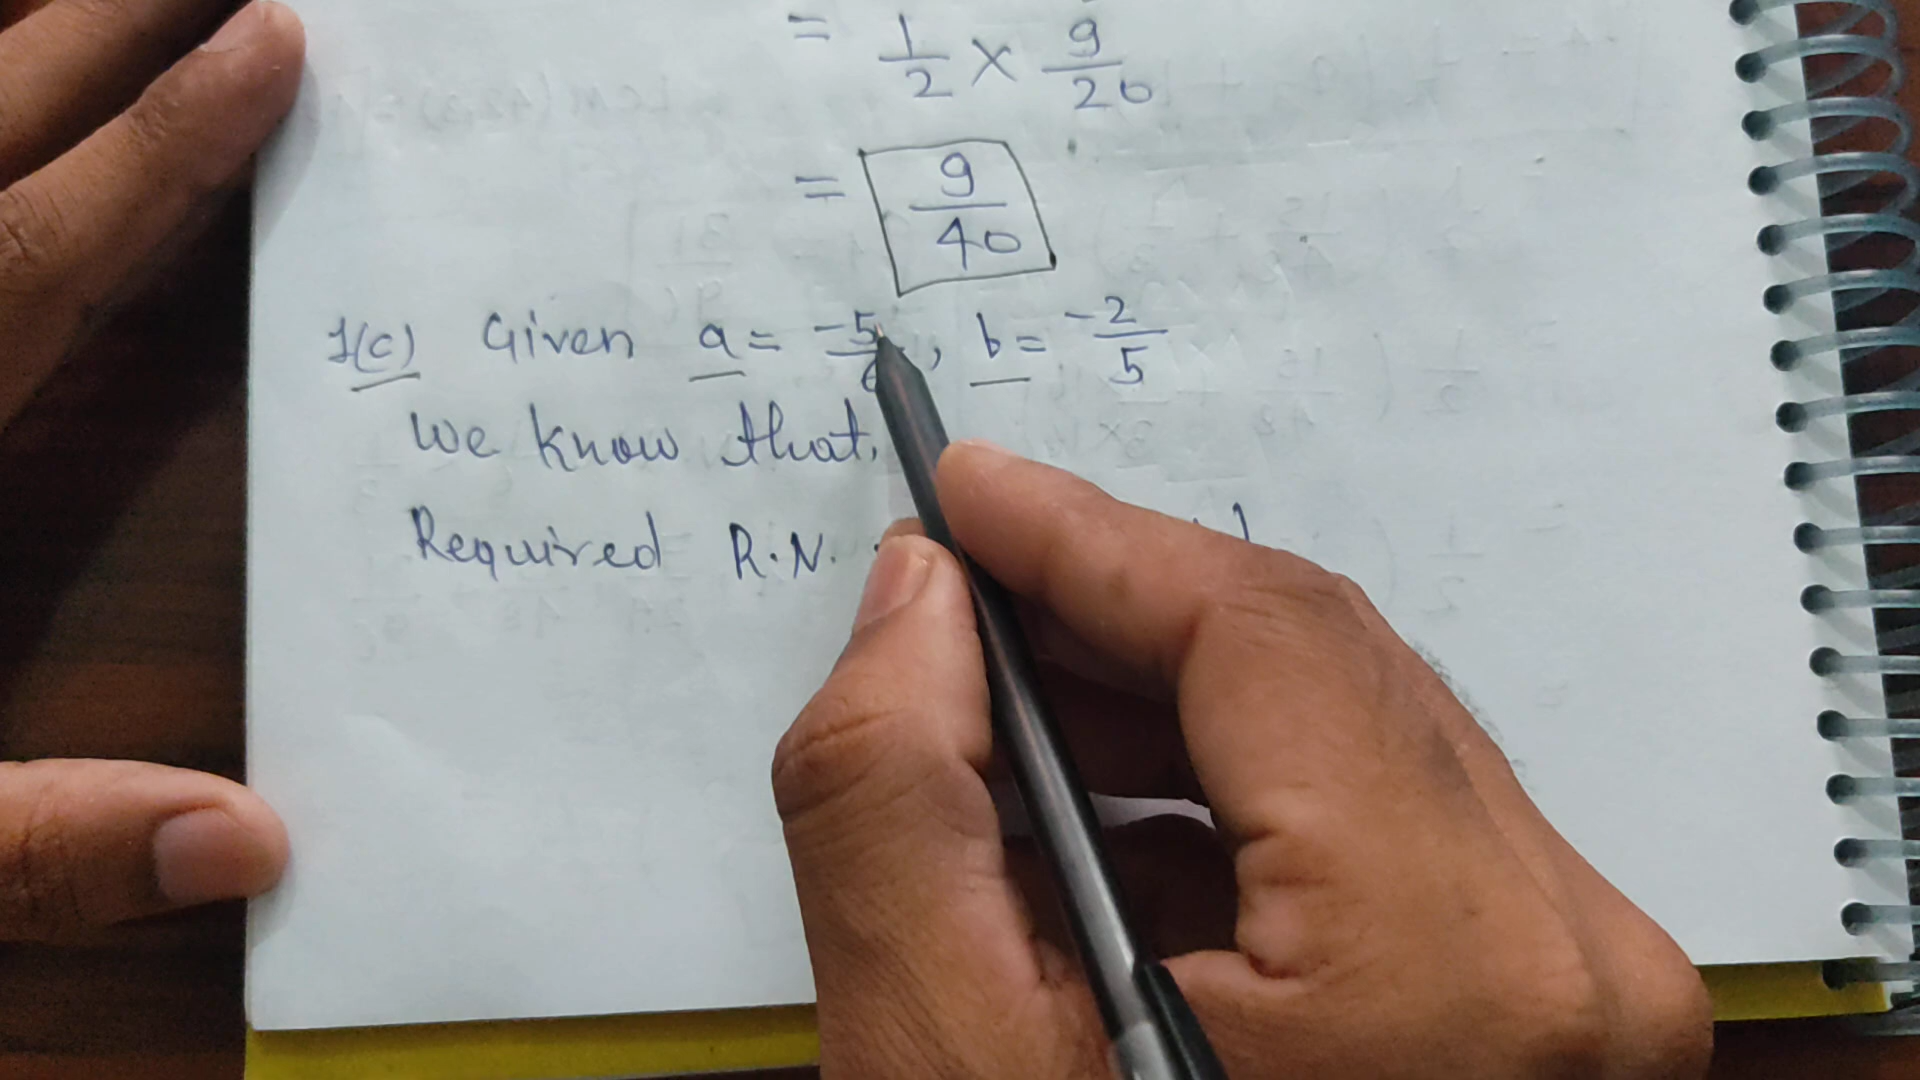 = 1/2 × 9/20
= 9/40
1(c) Given a = -5/6, b = -2/5
We know that,
Required R.N.